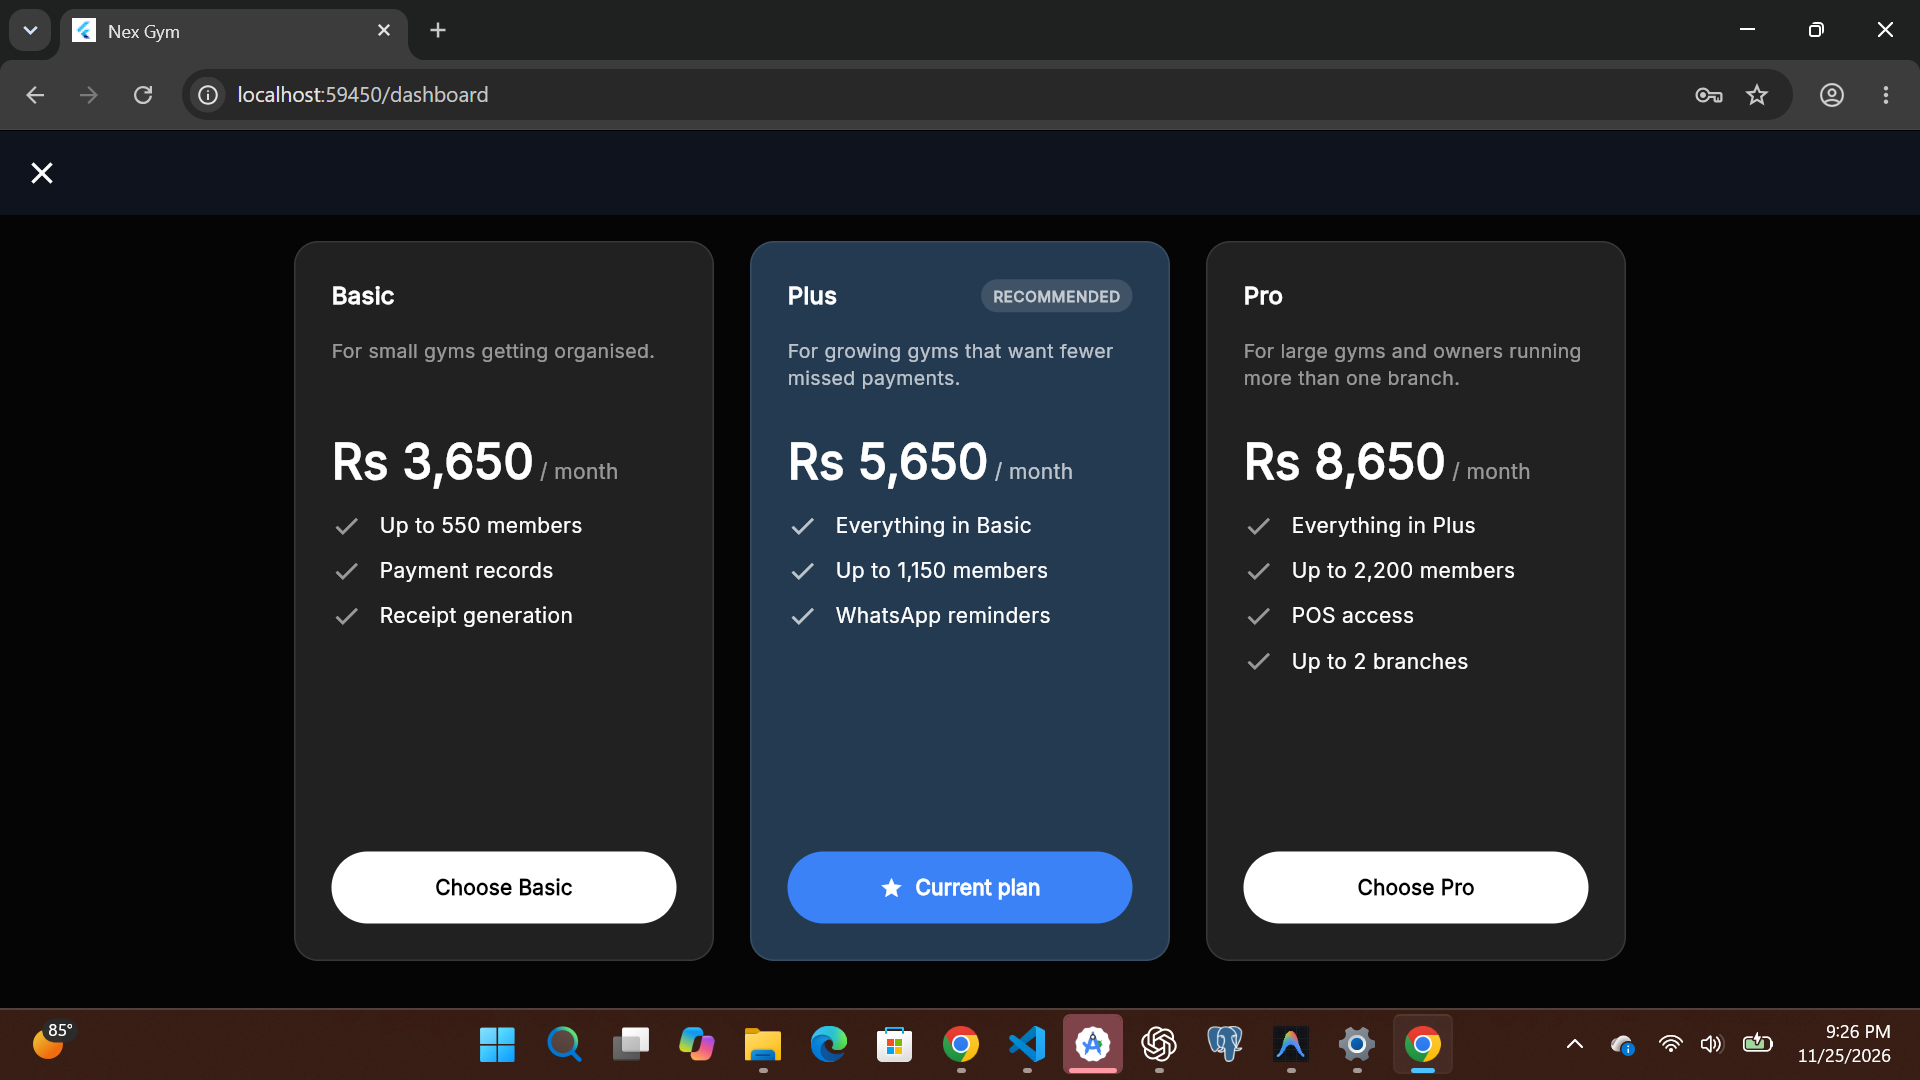 Nex Gym
localhost:59450/dashboard
Basic
For small gyms getting organised.
Rs 3,650 / month
Up to 550 members
Payment records
Receipt generation
Choose Basic
Plus
RECOMMENDED
For growing gyms that want fewer
missed payments.
Rs 5,650 / month
Everything in Basic
Up to 1,150 members
WhatsApp reminders
Current plan
Pro
For large gyms and owners running
more than one branch.
Rs 8,650 / month
Everything in Plus
Up to 2,200 members
POS access
Up to 2 branches
Choose Pro
85°
9:26 PM
11/25/2026